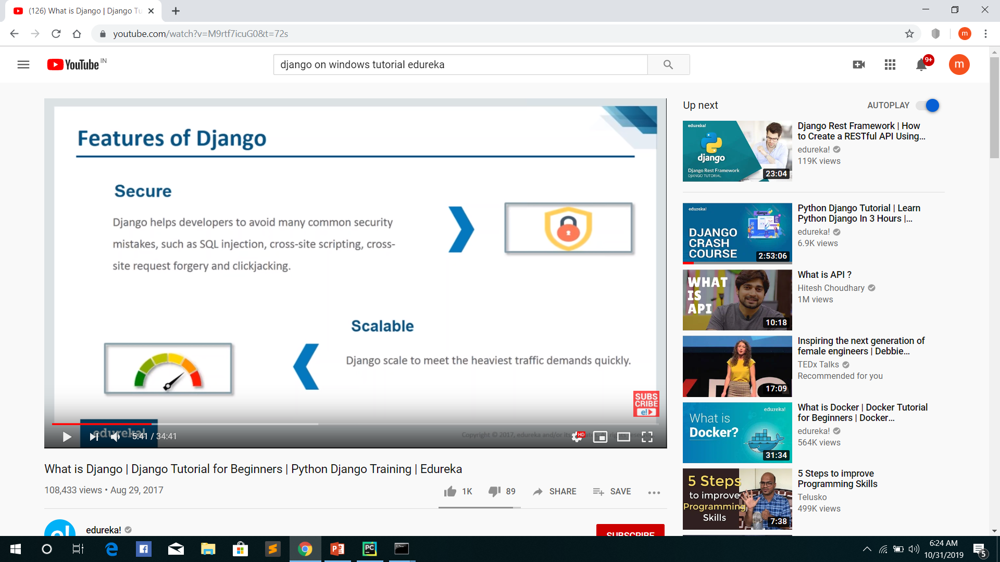 (126) What is Django | Django Tu
youtube.com/watch?v=M9rtf7icuG0&t=72s
m
YouTube IN
django on windows tutorial edureka
9+
m
Features of Django
Secure
Django helps developers to avoid many common security
mistakes, such as SQL injection, cross-site scripting, cross-
site request forgery and clickjacking.
Scalable
Django scale to meet the heaviest traffic demands quickly.
SUBS
CRIBE
e!
edureka!
5:41 / 34:41
Copyright © 2017, edureka and/or its
HD
What is Django | Django Tutorial for Beginners | Python Django Training | Edureka
108,433 views • Aug 29, 2017
1K
89
SHARE
SAVE
e!
edureka!
SUBSCRIBE
Up next
AUTOPLAY
edureka!
django
Django Rest Framework
DJANGO TUTORIAL
23:04
Django Rest Framework | How
to Create a RESTful API Using...
edureka!
119K views
edureka!
django
DJANGO
CRASH
COURSE
2:53:06
Python Django Tutorial | Learn
Python Django In 3 Hours |...
edureka!
6.9K views
WHAT
IS
API
10:18
What is API ?
Hitesh Choudhary
1M views
17:09
Inspiring the next generation of
female engineers | Debbie...
TEDx Talks
Recommended for you
edureka!
What is
Docker?
31:34
What is Docker | Docker Tutorial
for Beginners | Docker...
edureka!
564K views
5 Steps
to improve
Programming
Skills
7:38
5 Steps to improve
Programming Skills
Telusko
499K views
PC
6:24 AM
10/31/2019
5